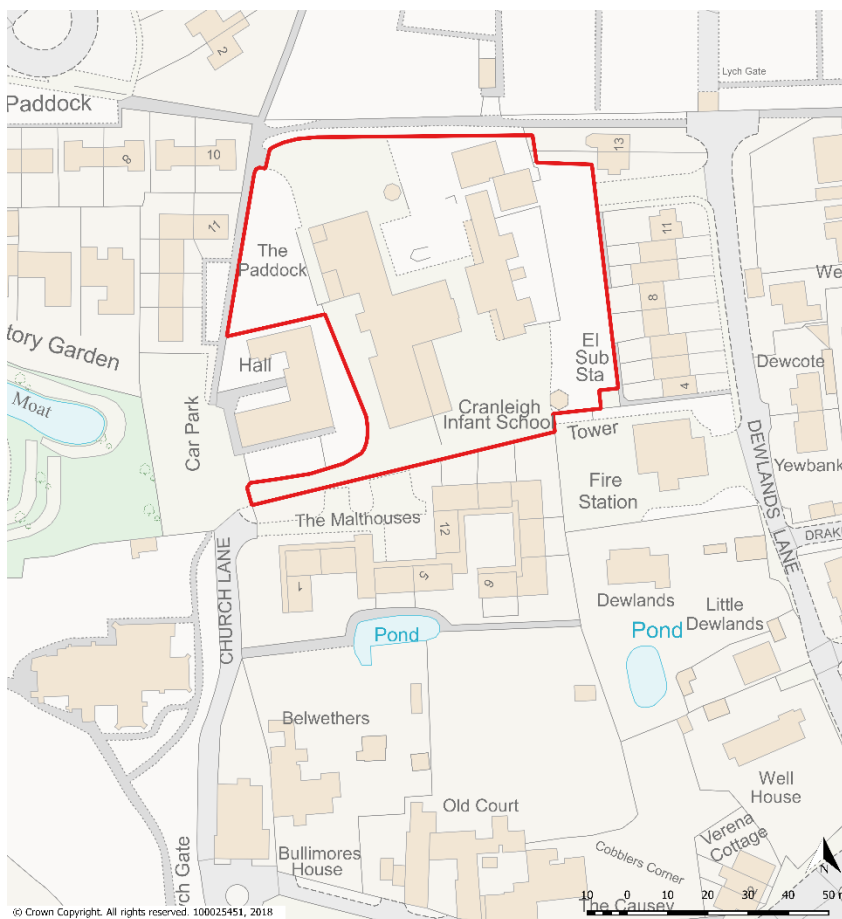 2
Lych Gate
Paddock
13
8
10
11
11
The
Paddock
We
El
Sub
Sta
8
tory Garden
Dewcote
Hall
4
Moat
Car Park
Cranleigh
Infant School
Tower
DEWLANDS LANE
Yewbank
Fire
Station
The Malthouses
12
DRAK
CHURCH LANE
1
5
9
Dewlands
Little
Dewlands
Pond
Pond
Belwethers
Well
House
Old Court
Verena
Cottage
Bullimores
House
Cobblers Corner
rch Gate
N
The Causey
10 0 10 20 30 40 50 m
© Crown Copyright. All rights reserved. 100025451, 2018